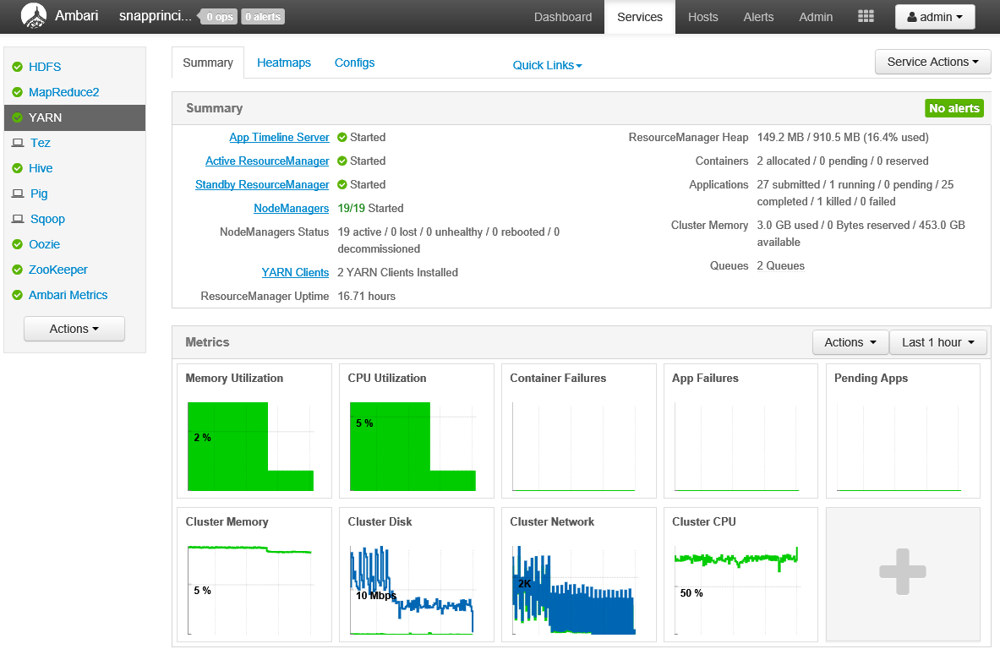 Ambari snapprinci... 0 ops 0 alerts Dashboard Services Hosts Alerts Admin admin
HDFS
MapReduce2
YARN
Tez
Hive
Pig
Sqoop
Oozie
ZooKeeper
Ambari Metrics
Actions
Summary Heatmaps Configs Quick Links Service Actions
Summary No alerts
App Timeline Server Started
Active ResourceManager Started
Standby ResourceManager Started
NodeManagers 19/19 Started
NodeManagers Status 19 active / 0 lost / 0 unhealthy / 0 rebooted / 0
decommissioned
YARN Clients 2 YARN Clients Installed
ResourceManager Uptime 16.71 hours
ResourceManager Heap 149.2 MB / 910.5 MB (16.4% used)
Containers 2 allocated / 0 pending / 0 reserved
Applications 27 submitted / 1 running / 0 pending / 25
completed / 1 killed / 0 failed
Cluster Memory 3.0 GB used / 0 Bytes reserved / 453.0 GB
available
Queues 2 Queues
Metrics Actions Last 1 hour
Memory Utilization CPU Utilization Container Failures App Failures Pending Apps
2 % 5 %
Cluster Memory Cluster Disk Cluster Network Cluster CPU
5 % 10 Mbps 2K 50 %